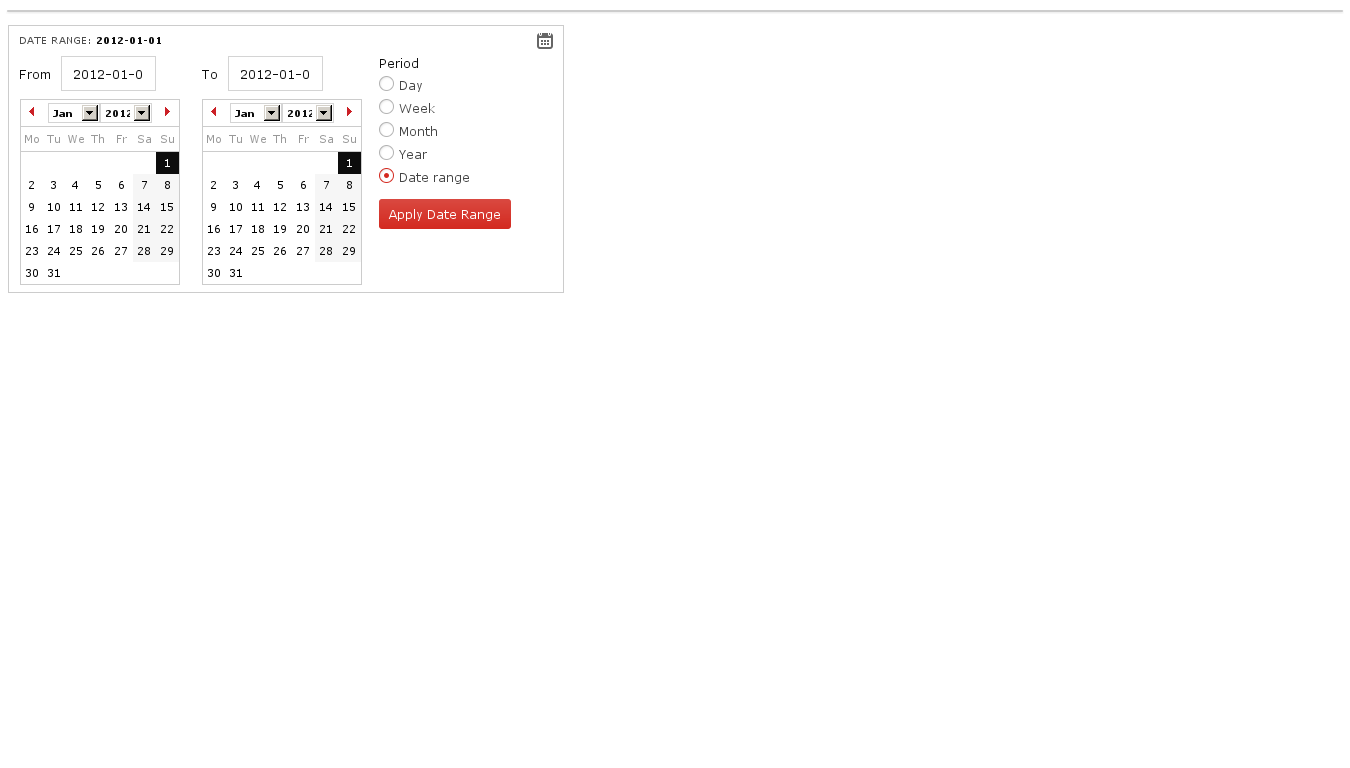 DATE RANGE: 2012-01-01
From 2012-01-0
To 2012-01-0
Jan 2012
Mo Tu We Th Fr Sa Su
1
2 3 4 5 6 7 8
9 10 11 12 13 14 15
16 17 18 19 20 21 22
23 24 25 26 27 28 29
30 31
Jan 2012
Mo Tu We Th Fr Sa Su
1
2 3 4 5 6 7 8
9 10 11 12 13 14 15
16 17 18 19 20 21 22
23 24 25 26 27 28 29
30 31
Period
Day
Week
Month
Year
Date range
Apply Date Range